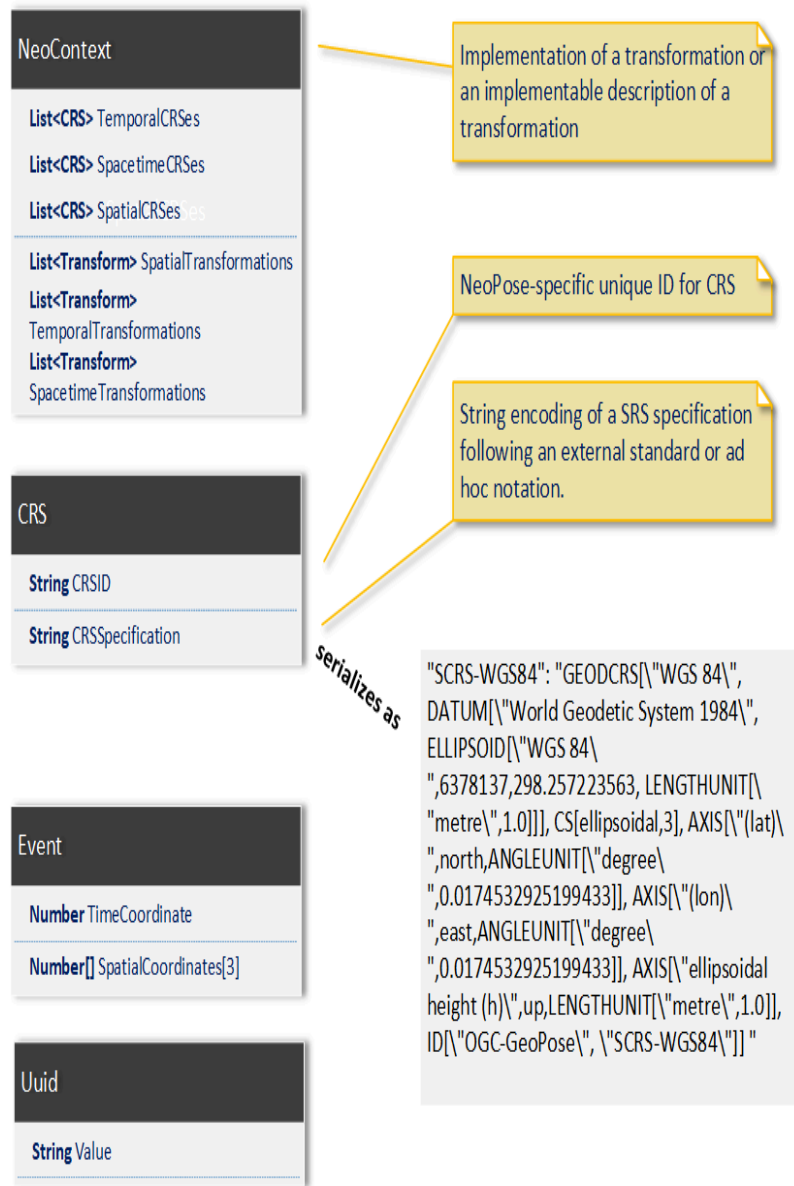 NeoContext
List<CRS> TemporalCRSes
List<CRS> SpacetimeCRSes
List<CRS> SpatialCRSes
List<Transform> SpatialTransformations
List<Transform>
TemporalTransformations
List<Transform>
SpacetimeTransformations
Implementation of a transformation or
an implementable description of a
transformation
NeoPose-specific unique ID for CRS
String encoding of a SRS specification
following an external standard or ad
hoc notation.
CRS
String CRSID
String CRSSpecification
serializes as
"SCRS-WGS84": "GEODCRS[\"WGS 84\",
DATUM[\"World Geodetic System 1984\",
ELLIPSOID[\"WGS 84\
",6378137,298.257223563, LENGTHUNIT[\
"metre\",1.0]]], CS[ellipsoidal,3], AXIS[\"(lat)\
",north,ANGLEUNIT[\"degree\
",0.0174532925199433]], AXIS[\"(lon)\
",east,ANGLEUNIT[\"degree\
",0.0174532925199433]], AXIS[\"ellipsoidal
height (h)\",up,LENGTHUNIT[\"metre\",1.0]],
ID[\"OGC-GeoPose\", \"SCRS-WGS84\"]] "
Event
Number TimeCoordinate
Number[] SpatialCoordinates[3]
Uuid
String Value